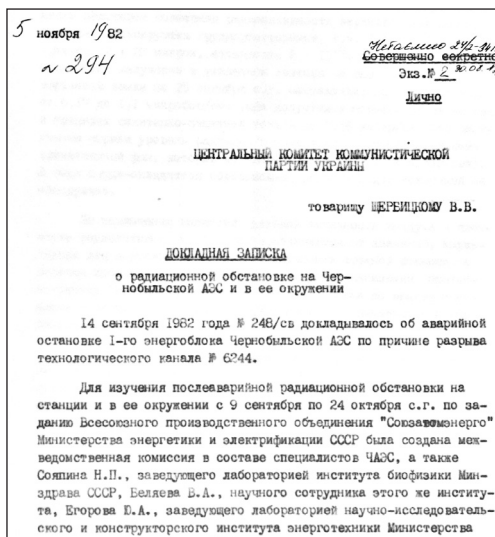 5 ноября 1982
№ 294
Совершенно секретно
Экз.№ 2
Лично
ЦЕНТРАЛЬНЫЙ КОМИТЕТ КОММУНИСТИЧЕСКОЙ
ПАРТИИ УКРАИНЫ
товарищу ЩЕРБИЦКОМУ В.В.
ДОКЛАДНАЯ ЗАПИСКА
о радиационной обстановке на Чер-
нобыльской АЭС и в ее окружении
14 сентября 1982 года № 248/св докладывалось об аварийной
остановке I-го энергоблока Чернобыльской АЭС по причине разрыва
технологического канала № 6244.
Для изучения послеаварийной радиационной обстановки на
станции и в ее окружении с 9 сентября по 24 октября с.г. по за-
данию Всесоюзного производственного объединения "Союзатомэнерго"
Министерства энергетики и электрификации СССР была создана меж-
ведомственная комиссия в составе специалистов ЧАЭС, а также
Сояпина Н.П., заведующего лабораторией института биофизики Мин-
здрава СССР, Беляева В.А., научного сотрудника этого же институ-
та, Егорова Ю.А., заведующего лабораторией научно-исследователь-
ского и конструкторского института энерготехники Министерства